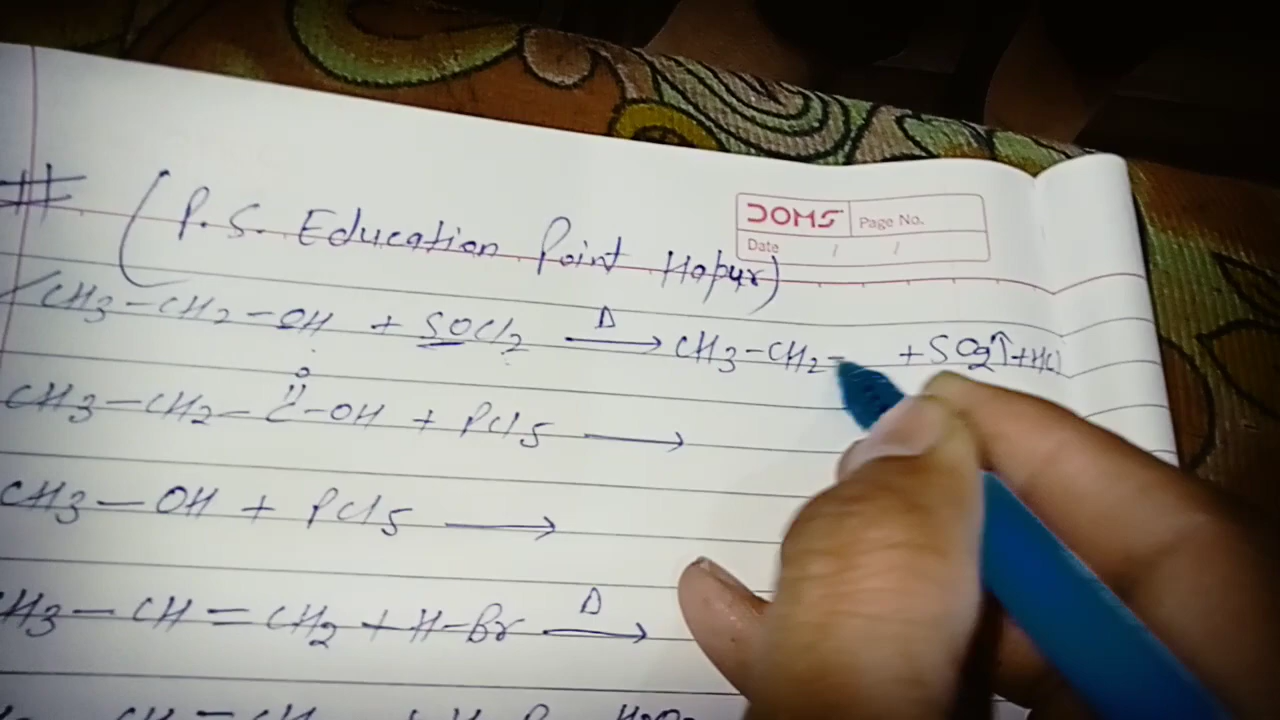 # (P.S. Education Point Hapur)
DOMS Page No.
Date / /
CH3-CH2-OH + SOCl2 Δ→ CH3-CH2- + SO2↑+HCl
O
CH3-CH2-C-OH + PCl5 →
CH3-OH + PCl5 →
CH3-CH=CH2+H-Br Δ→